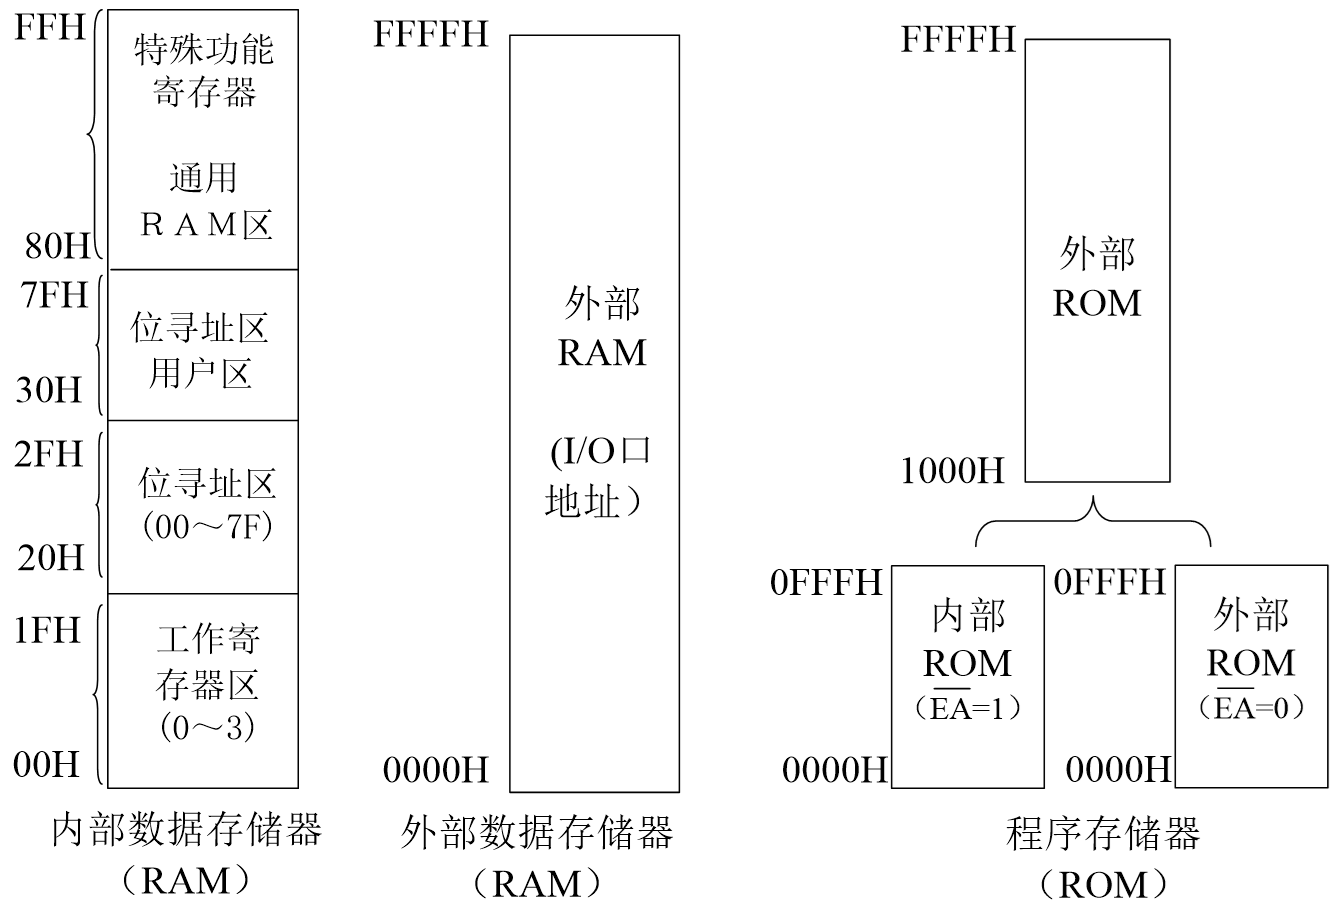 FFH
特殊功能
寄存器
通用
ＲＡＭ区
80H
7FH
位寻址区
用户区
30H
2FH
位寻址区
(00～7F)
20H
1FH
工作寄
存器区
(0～3)
00H
内部数据存储器
（RAM）
FFFFH
外部
RAM
(I/O口
地址）
0000H
外部数据存储器
（RAM）
FFFFH
外部
ROM
1000H
0FFFH
内部
ROM
（E̅A̅=1）
0000H
0FFFH
外部
ROM
（E̅A̅=0）
0000H
程序存储器
（ROM）